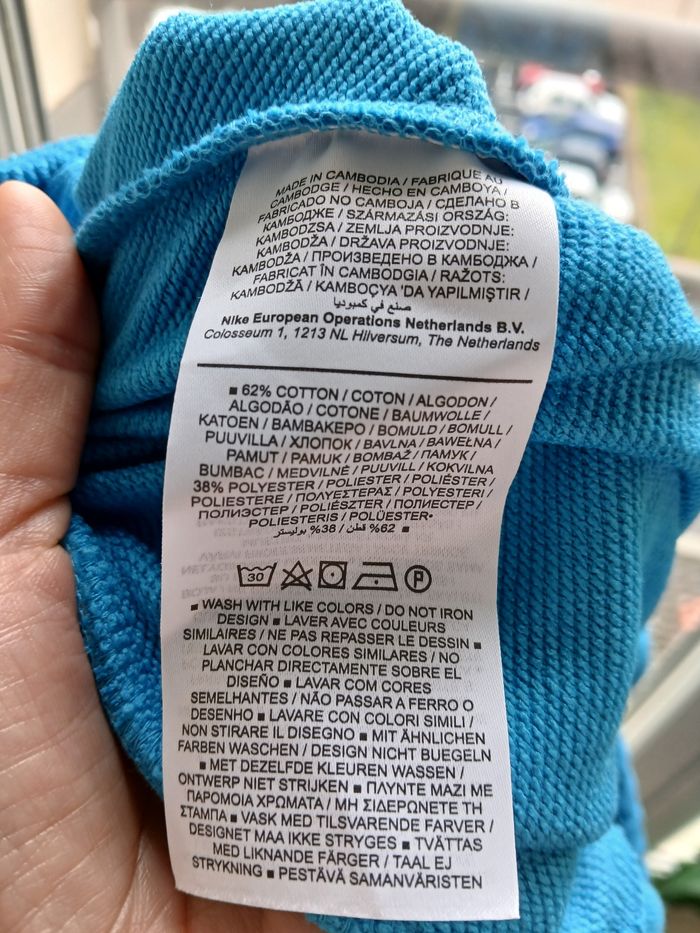 MADE IN CAMBODIA / FABRIQUE AU
CAMBODGE / HECHO EN CAMBOYA /
FABRICADO NO CAMBOJA / СДЕЛАНО В
КАМБОДЖЕ / SZÁRMAZÁSI ORSZÁG:
KAMBODZSA / ZEMLJA PROIZVODNJE:
KAMBODŽA / DRŽAVA PROIZVODNJE:
KAMBODŽA / ПРОИЗВЕДЕНО В КАМБОДЖА /
FABRICAT ÎN CAMBODGIA / RAŽOTS:
KAMBODŽĀ / KAMBOÇYA 'DA YAPILMIŞTIR /
صنع في كمبوديا
Nike European Operations Netherlands B.V.
Colosseum 1, 1213 NL Hilversum, The Netherlands
▪ 62% COTTON / COTON / ALGODON /
ALGODÃO / COTONE / BAUMWOLLE /
KATOEN / ΒΑΜΒΑΚΕΡΟ / BOMULD / BOMULL /
PUUVILLA / ХЛОПОК / BAVLNA / BAWEŁNA /
PAMUT / PAMUK / BOMBAŽ / ПАМУК /
BUMBAC / MEDVILNĖ / PUUVILL / KOKVILNA
38% POLYESTER / POLIESTER / POLIÉSTER /
POLIESTERE / ΠΟΛΥΕΣΤΕΡΑΣ / POLYESTERI /
ПОЛИЭСТЕР / POLIÉSZTER / ПОЛИЕСТЕР /
POLIESTERIS / POLÜESTER▪
62% قطن / 38% بوليستر ▪
30 P
▪ WASH WITH LIKE COLORS / DO NOT IRON
DESIGN ▪ LAVER AVEC COULEURS
SIMILAIRES / NE PAS REPASSER LE DESSIN ▪
LAVAR CON COLORES SIMILARES / NO
PLANCHAR DIRECTAMENTE SOBRE EL
DISEÑO ▪ LAVAR COM CORES
SEMELHANTES / NÃO PASSAR A FERRO O
DESENHO ▪ LAVARE CON COLORI SIMILI /
NON STIRARE IL DISEGNO ▪ MIT ÄHNLICHEN
FARBEN WASCHEN / DESIGN NICHT BUEGELN
▪ MET DEZELFDE KLEUREN WASSEN /
ONTWERP NIET STRIJKEN ▪ ΠΛΥΝΤΕ ΜΑΖΙ ΜΕ
ΠΑΡΟΜΟΙΑ ΧΡΩΜΑΤΑ / ΜΗ ΣΙΔΕΡΩΝΕΤΕ ΤΗ
ΣΤΑΜΠΑ ▪ VASK MED TILSVARENDE FARVER /
DESIGNET MAA IKKE STRYGES ▪ TVÄTTAS
MED LIKNANDE FÄRGER / TAAL EJ
STRYKNING ▪ PESTÄVÄ SAMANVÄRISTEN